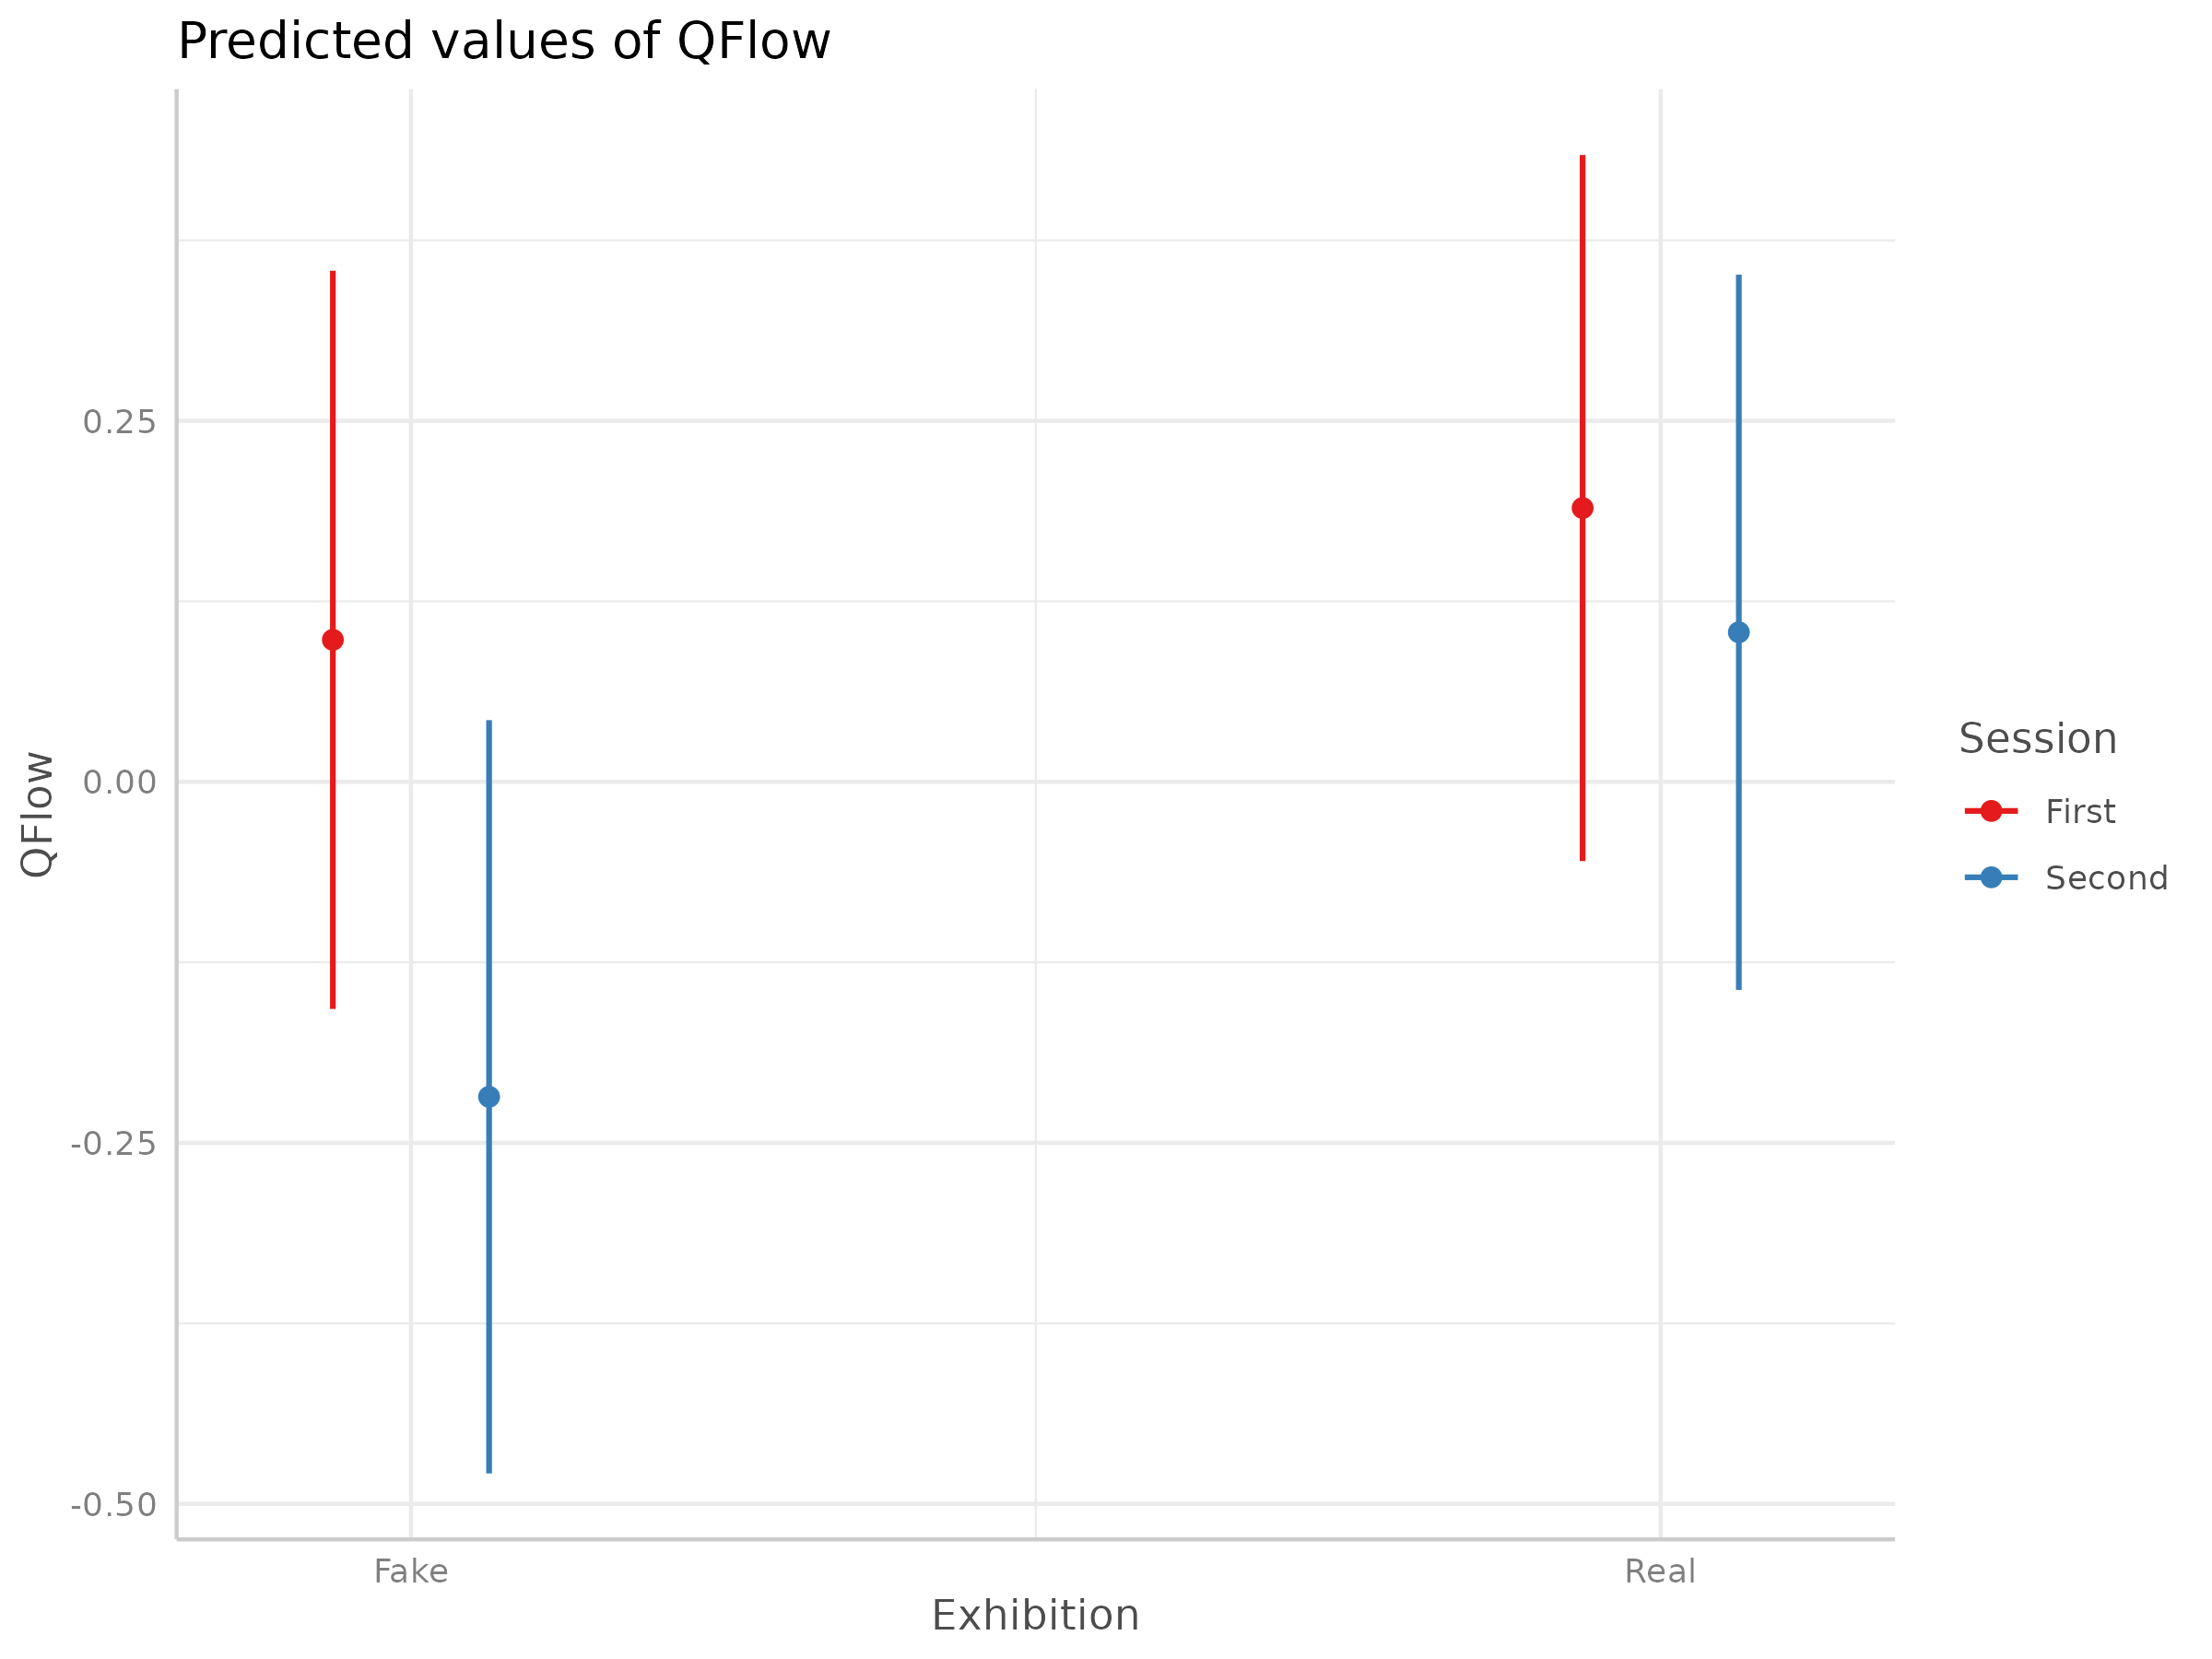 Predicted values of QFlow
0.25
0.00
-0.25
-0.50
QFlow
Fake
Real
Exhibition
Session
First
Second